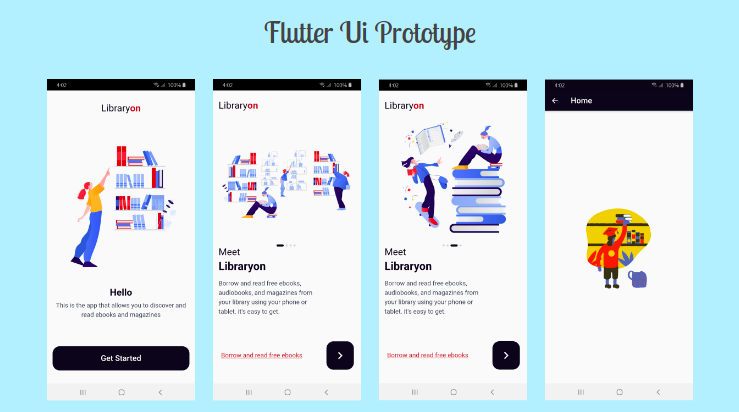 Flutter Ui Prototype
4:02
100%
Libraryon
Hello
This is the app that allows you to discover and
read ebooks and magazines
Get Started
4:02
100%
Libraryon
Meet
Libraryon
Borrow and read free ebooks,
audiobooks, and magazines from
your library using your phone or
tablet. it's easy to get.
Borrow and read free ebooks
4:02
100%
Libraryon
Meet
Libraryon
Borrow and read free ebooks,
audiobooks, and magazines from
your library using your phone or
tablet. it's easy to get.
Borrow and read free ebooks
4:02
100%
Home